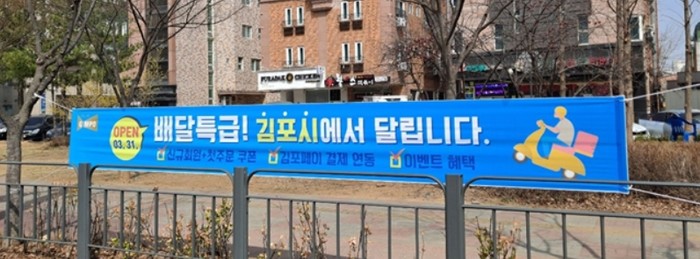 OPEN
03. 31.
배달특급! 김포시에서 달립니다.
신규회원+첫주문 쿠폰 김포페이 결제 연동 이벤트 혜택
PURADAK CHICKEN